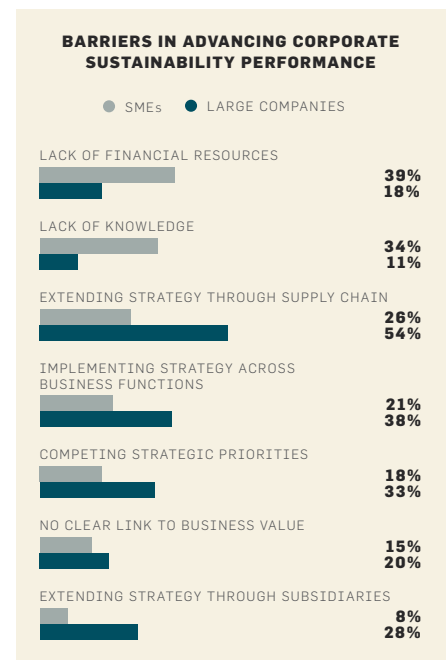 BARRIERS IN ADVANCING CORPORATE
SUSTAINABILITY PERFORMANCE
SMEs LARGE COMPANIES
LACK OF FINANCIAL RESOURCES
39%
18%
LACK OF KNOWLEDGE
34%
11%
EXTENDING STRATEGY THROUGH SUPPLY CHAIN
26%
54%
IMPLEMENTING STRATEGY ACROSS
BUSINESS FUNCTIONS
21%
38%
COMPETING STRATEGIC PRIORITIES
18%
33%
NO CLEAR LINK TO BUSINESS VALUE
15%
20%
EXTENDING STRATEGY THROUGH SUBSIDIARIES
8%
28%